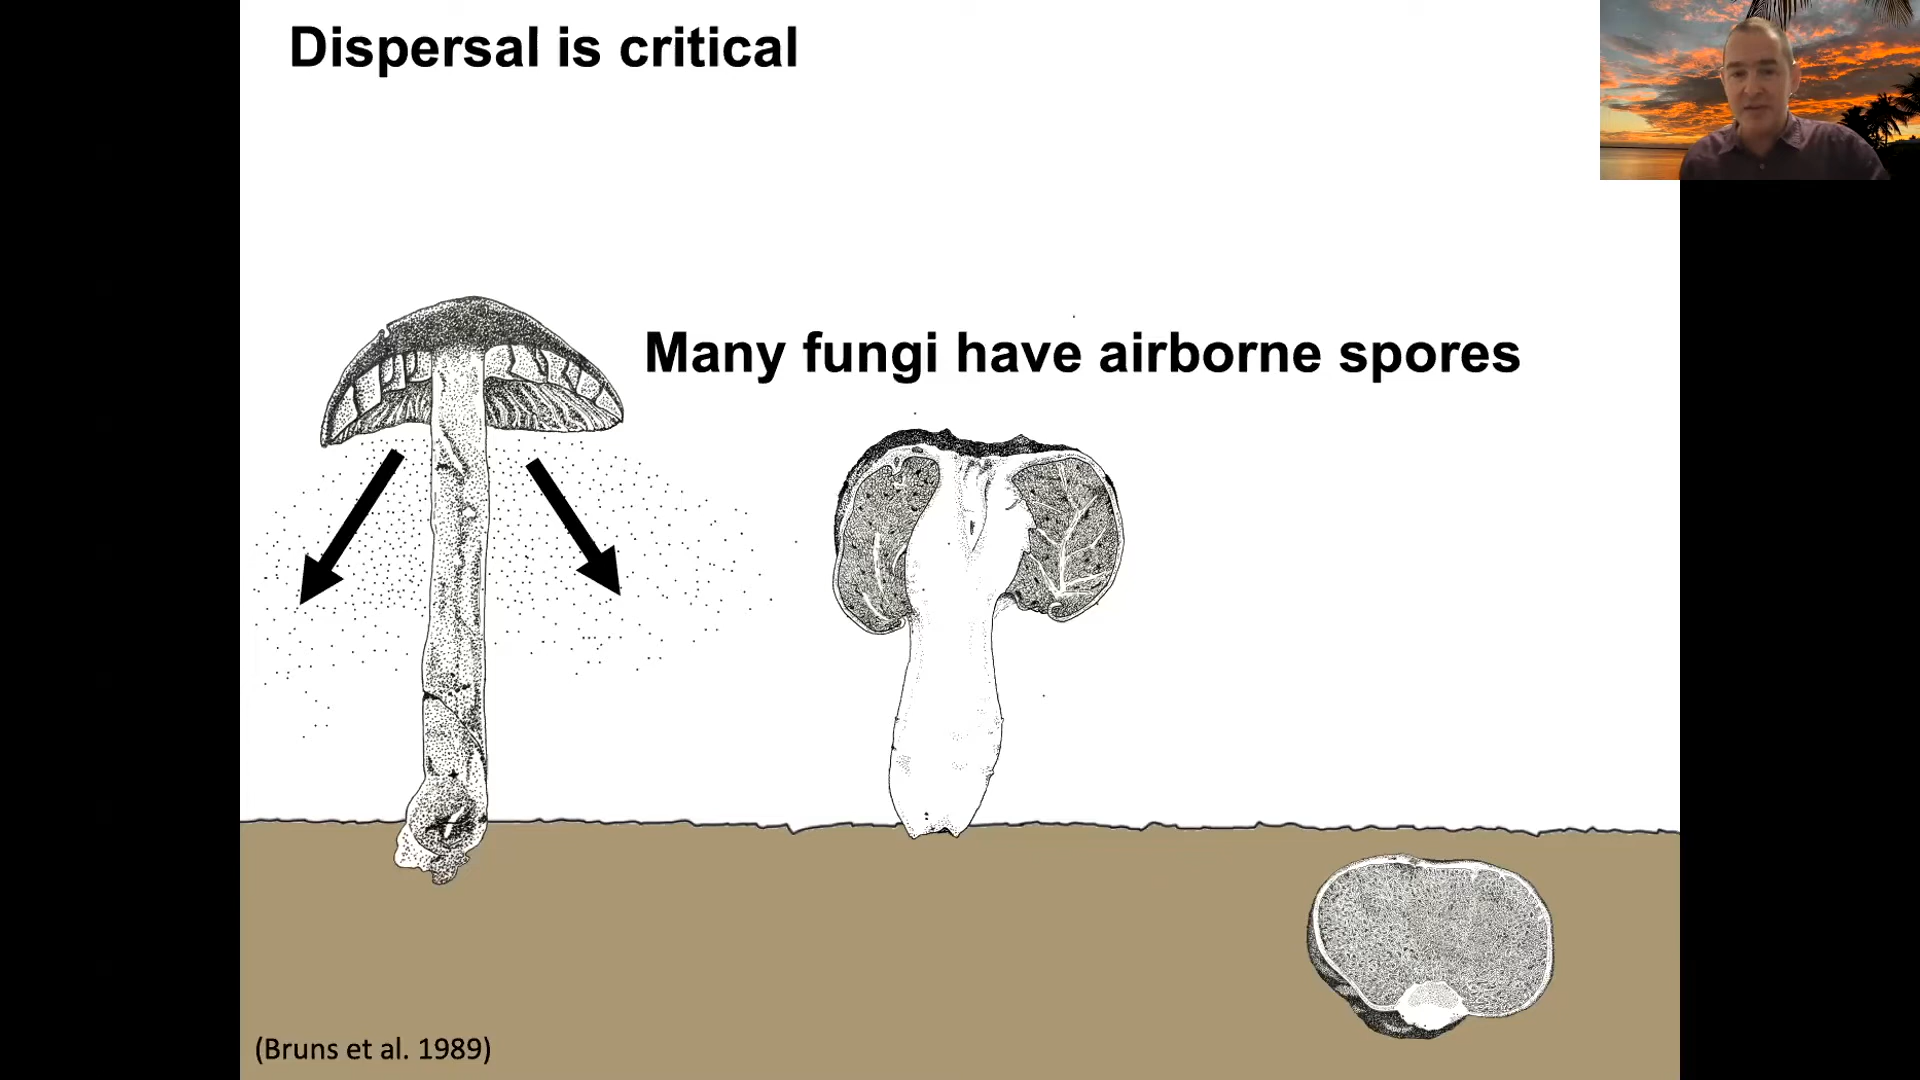 Dispersal is critical
Many fungi have airborne spores
(Bruns et al. 1989)